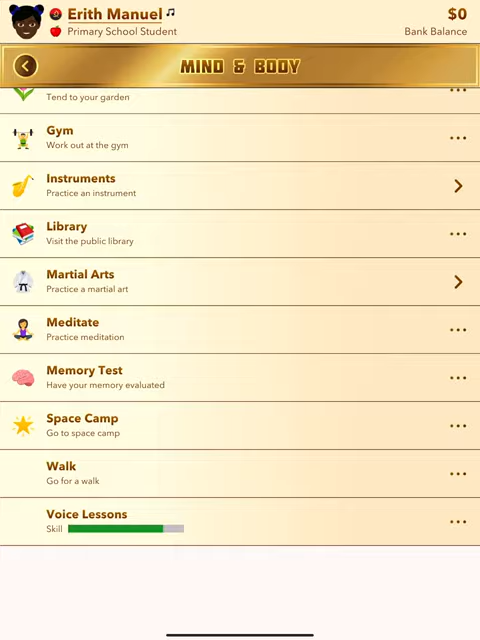 Erith Manuel
$0
Primary School Student
Bank Balance
MIND & BODY
Tend to your garden
Gym
Work out at the gym
Instruments
Practice an instrument
Library
Visit the public library
Martial Arts
Practice a martial art
Meditate
Practice meditation
Memory Test
Have your memory evaluated
Space Camp
Go to space camp
Walk
Go for a walk
Voice Lessons
Skill